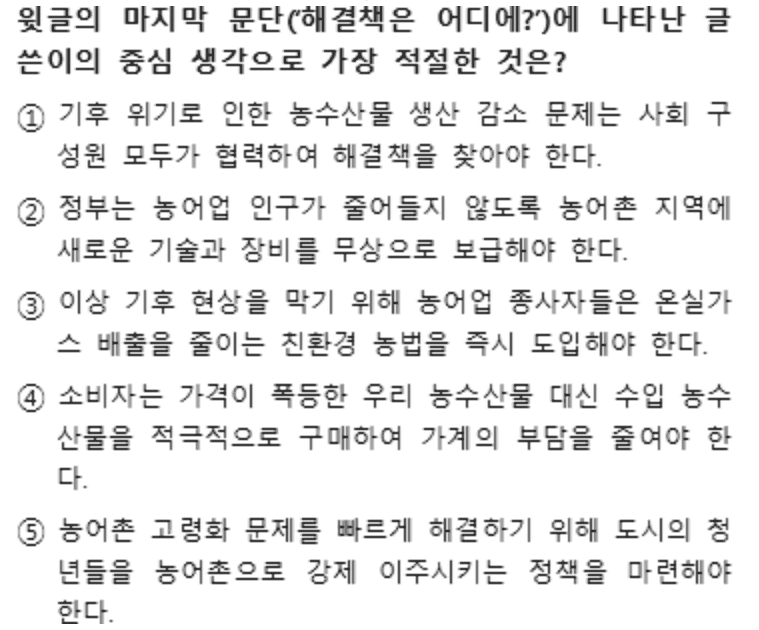 윗글의 마지막 문단('해결책은 어디에?')에 나타난 글
쓴이의 중심 생각으로 가장 적절한 것은?
① 기후 위기로 인한 농수산물 생산 감소 문제는 사회 구
성원 모두가 협력하여 해결책을 찾아야 한다.
② 정부는 농어업 인구가 줄어들지 않도록 농어촌 지역에
새로운 기술과 장비를 무상으로 보급해야 한다.
③ 이상 기후 현상을 막기 위해 농어업 종사자들은 온실가
스 배출을 줄이는 친환경 농법을 즉시 도입해야 한다.
④ 소비자는 가격이 폭등한 우리 농수산물 대신 수입 농수
산물을 적극적으로 구매하여 가계의 부담을 줄여야 한
다.
⑤ 농어촌 고령화 문제를 빠르게 해결하기 위해 도시의 청
년들을 농어촌으로 강제 이주시키는 정책을 마련해야
한다.